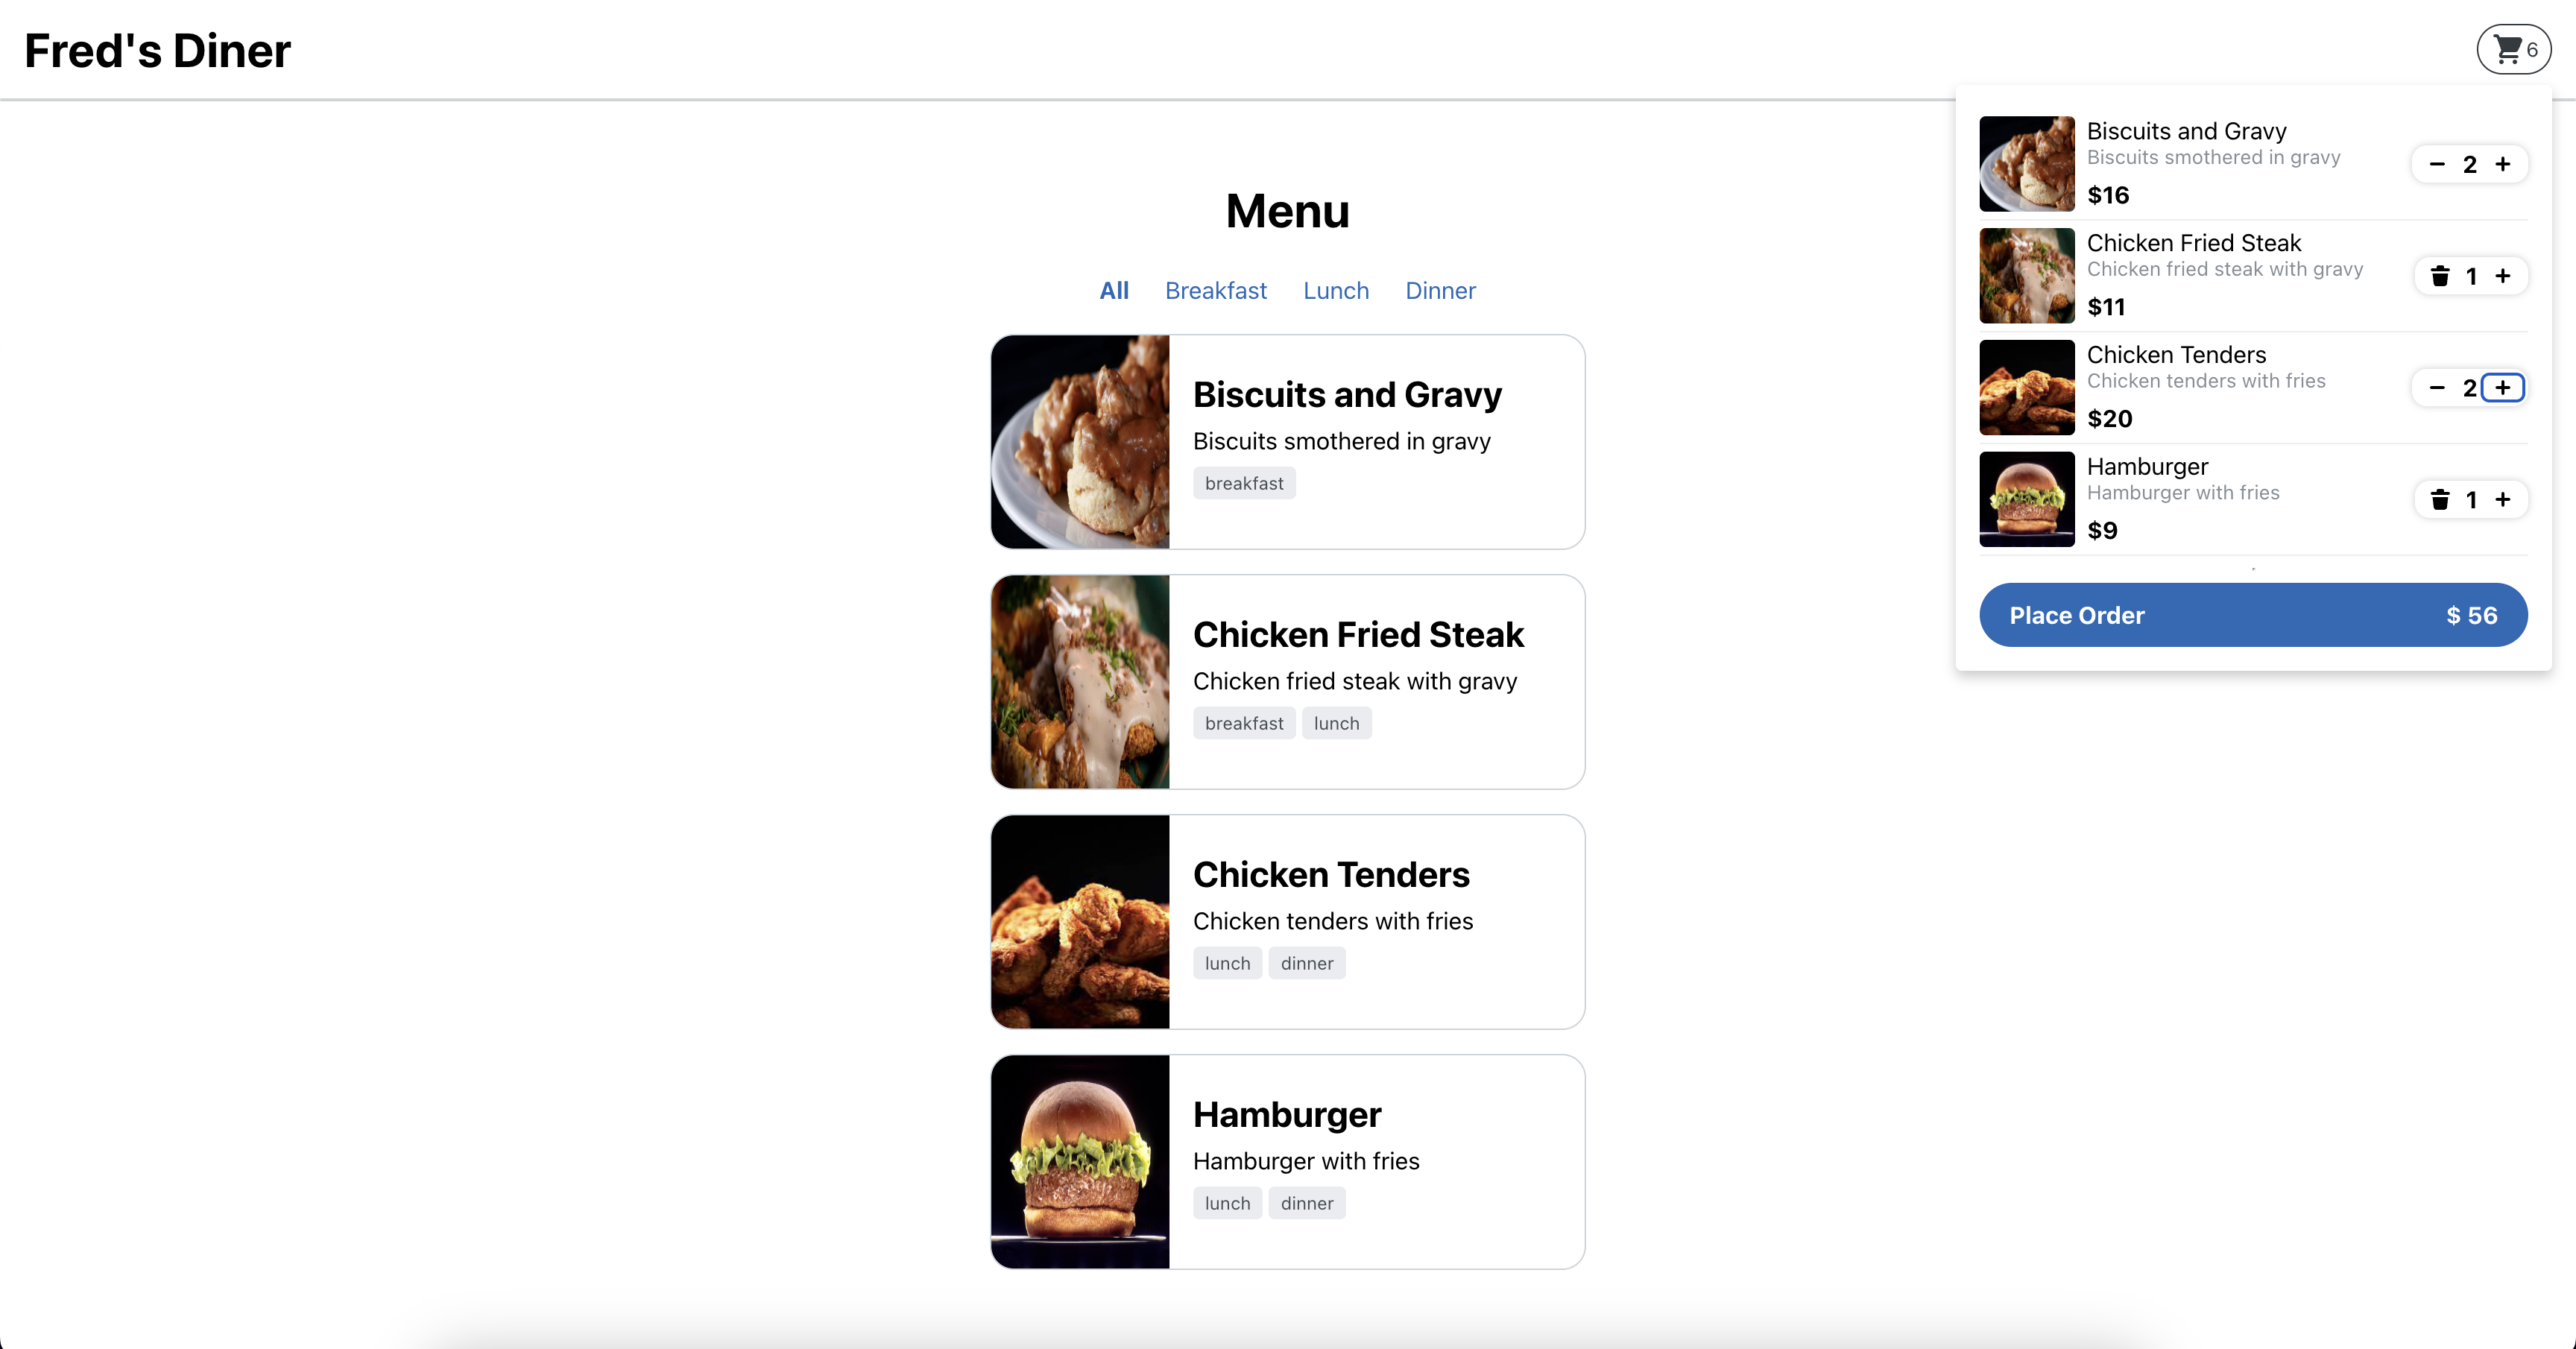 Fred's Diner
6
Menu
All Breakfast Lunch Dinner
Biscuits and Gravy
Biscuits smothered in gravy
breakfast
Chicken Fried Steak
Chicken fried steak with gravy
breakfast lunch
Chicken Tenders
Chicken tenders with fries
lunch dinner
Hamburger
Hamburger with fries
lunch dinner
Biscuits and Gravy
Biscuits smothered in gravy
$16
− 2 +
Chicken Fried Steak
Chicken fried steak with gravy
$11
1 +
Chicken Tenders
Chicken tenders with fries
$20
− 2 +
Hamburger
Hamburger with fries
$9
1 +
Place Order $ 56